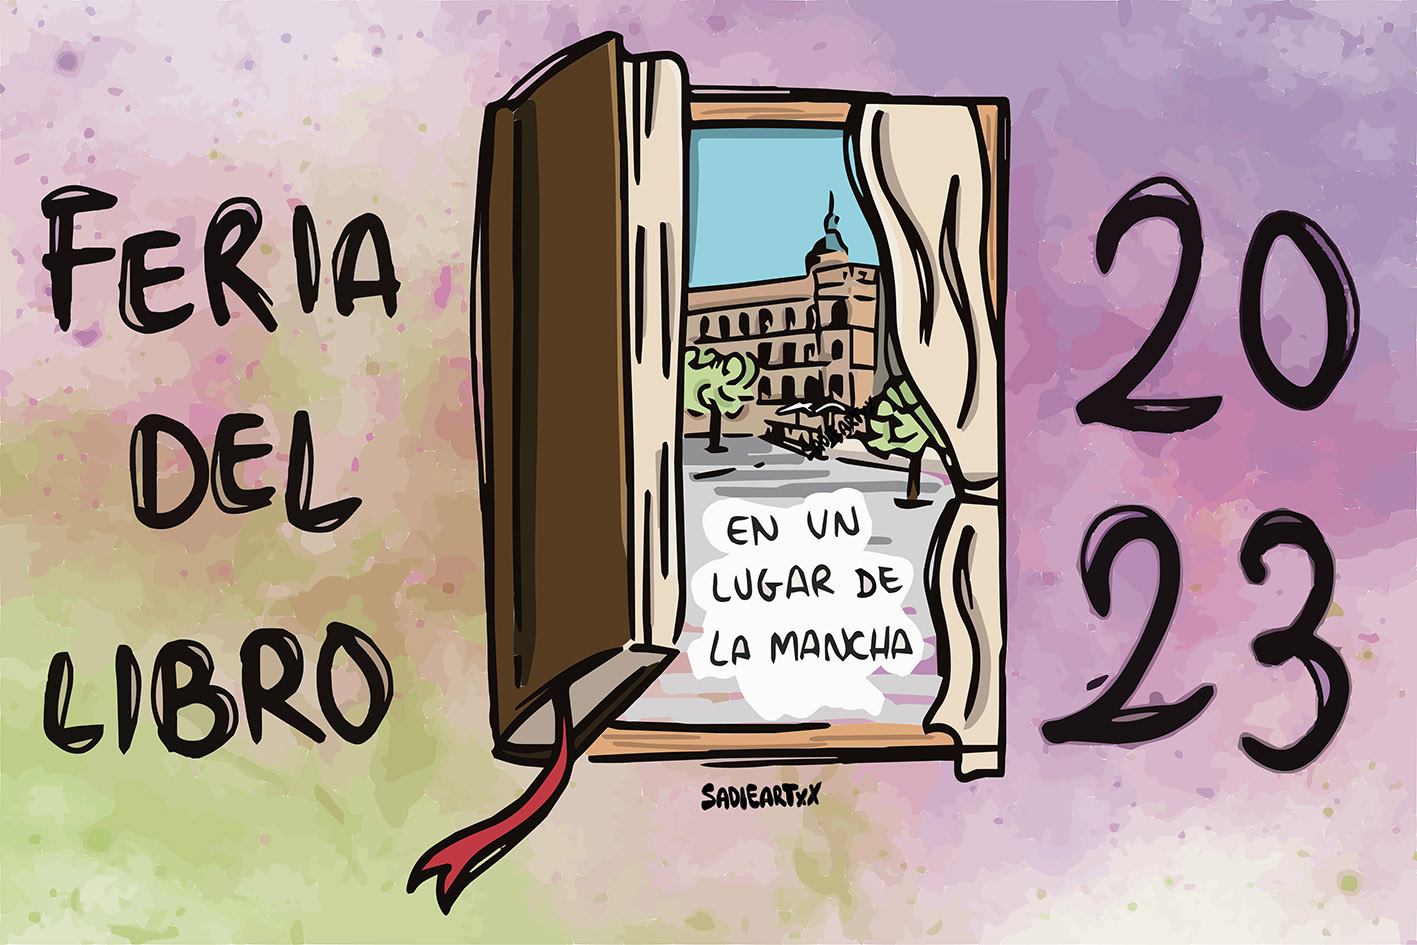 FERIA
DEL
LIBRO
EN UN
LUGAR DE
LA MANCHA
SADIEARTxX
20
23